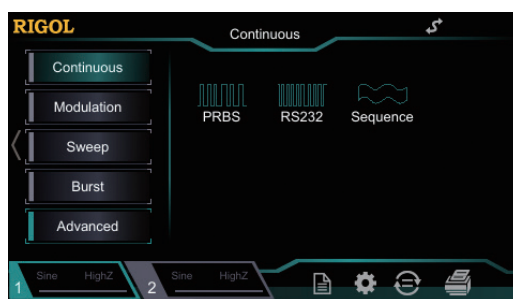 RIGOL
Continuous
Continuous
Modulation
Sweep
Burst
Advanced
PRBS RS232 Sequence
1 Sine HighZ 2 Sine HighZ